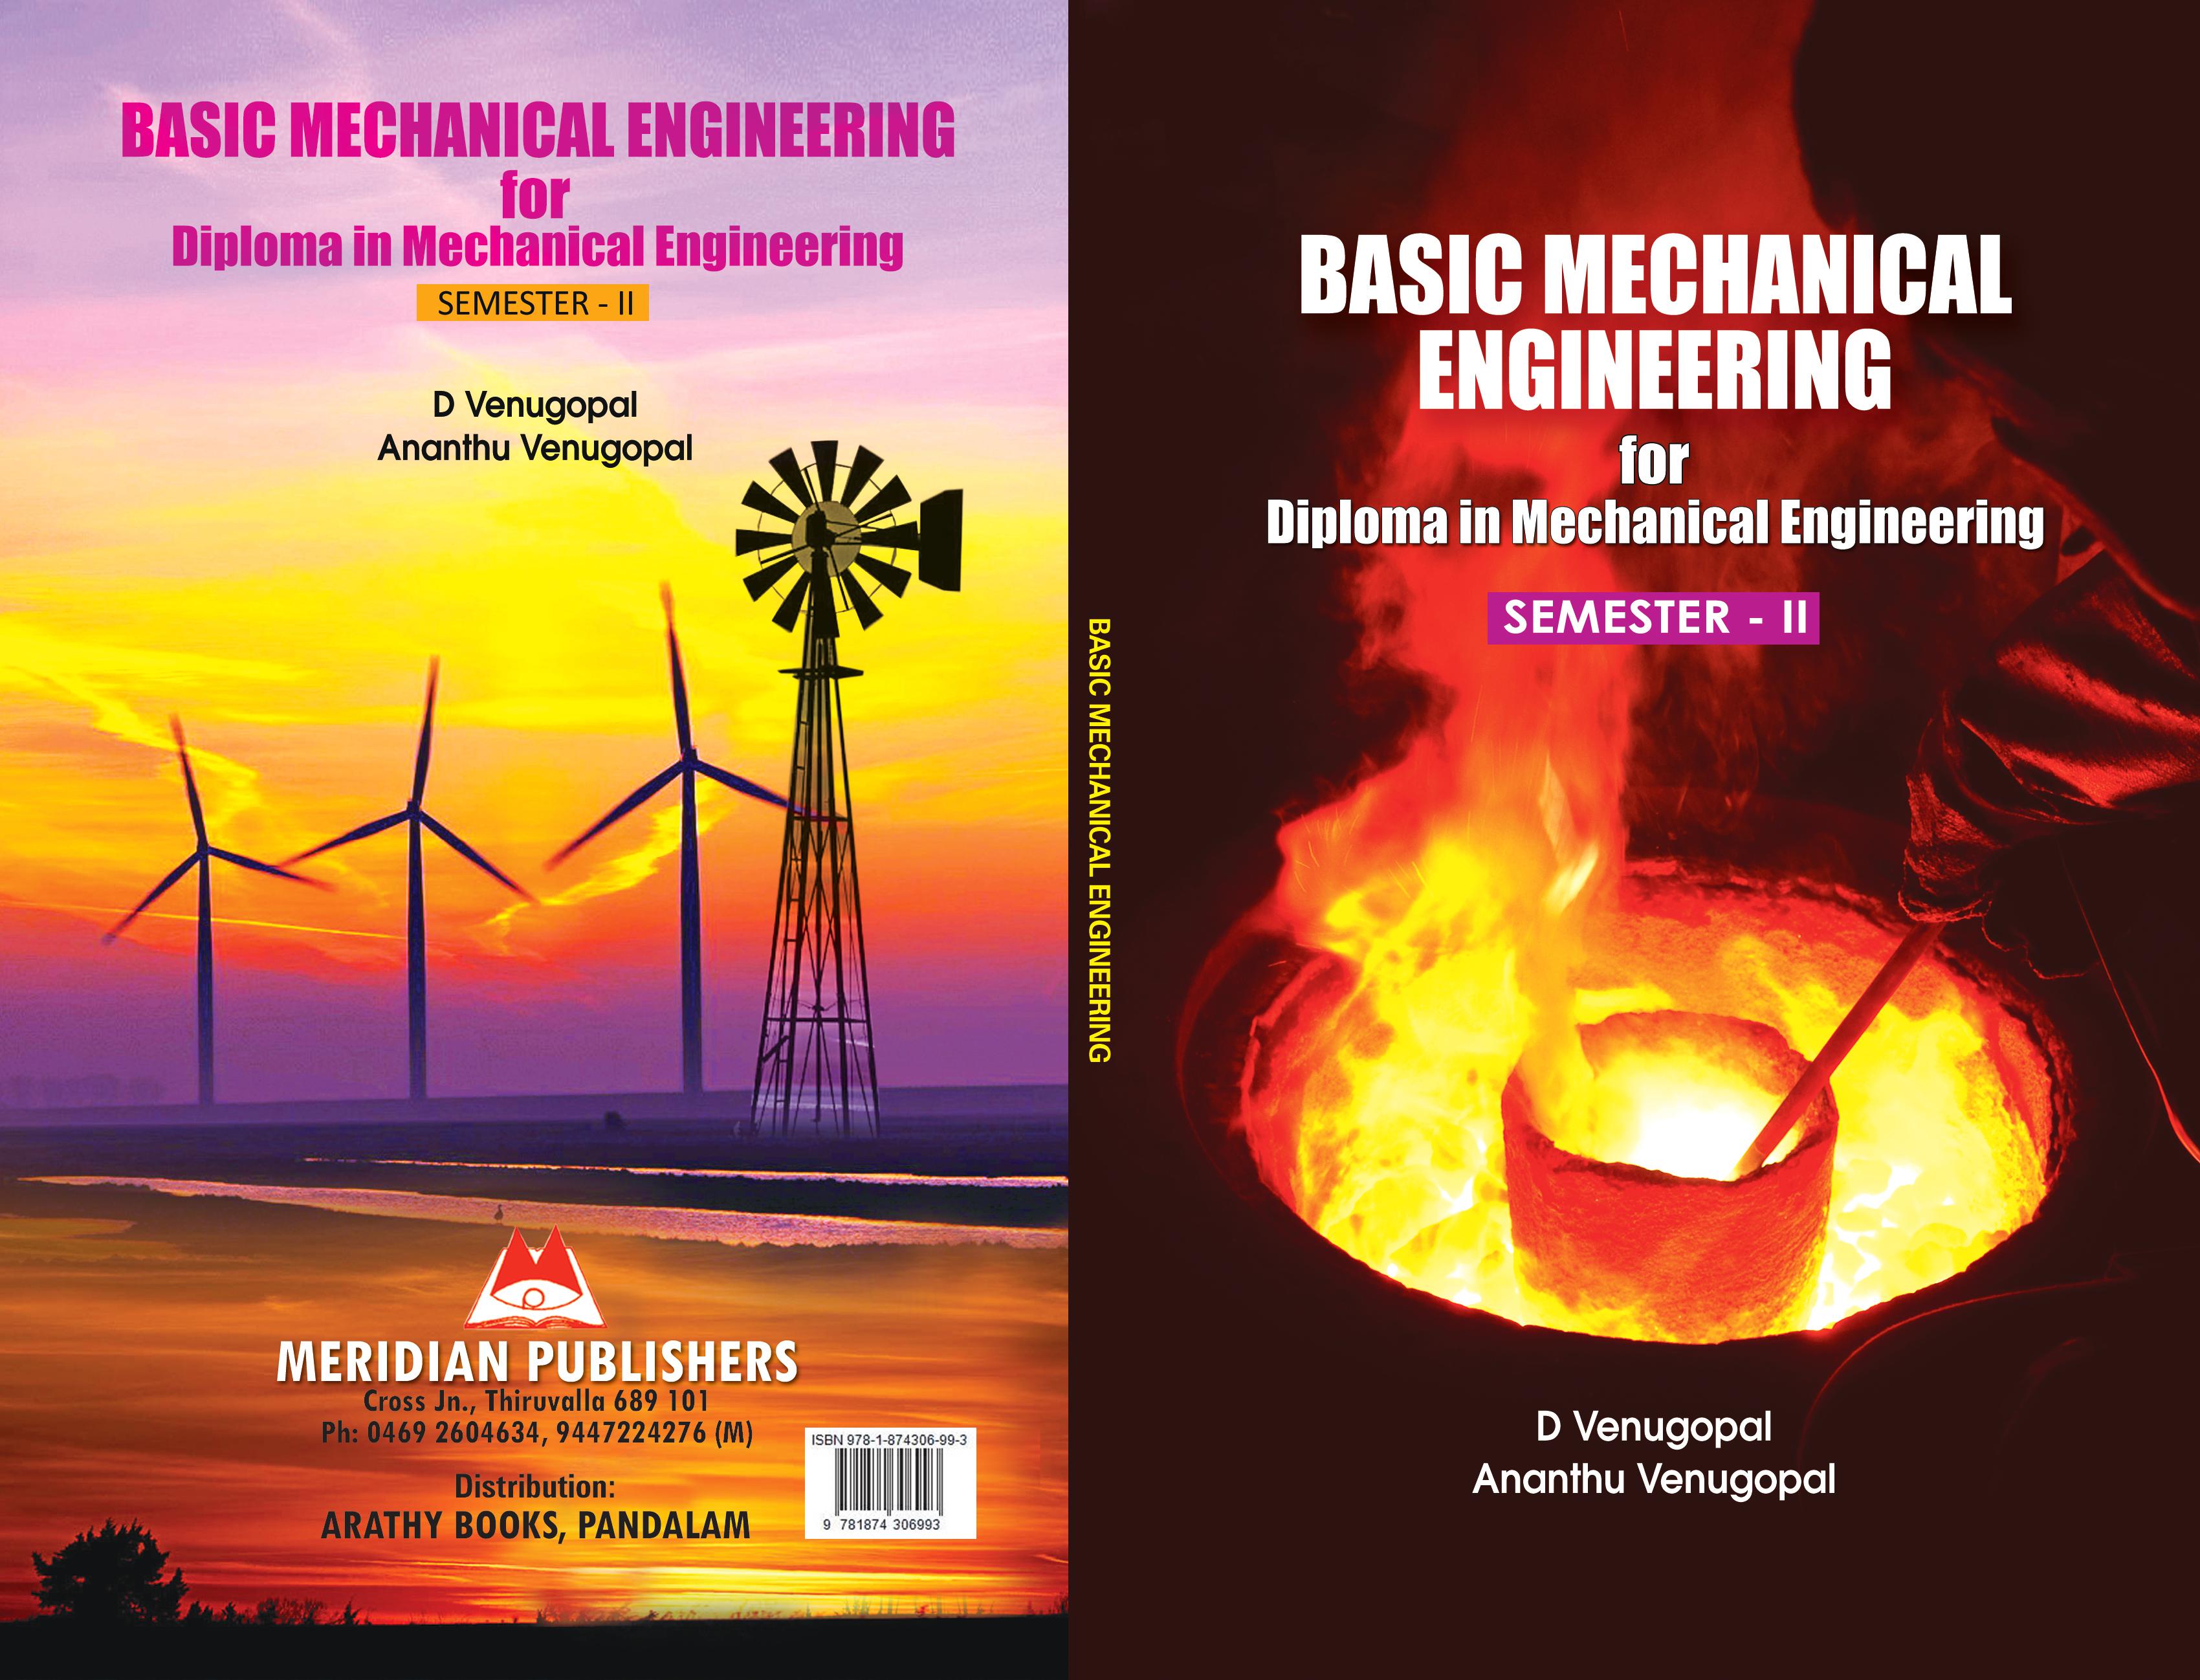 BASIC MECHANICAL ENGINEERING
for
Diploma in Mechanical Engineering
SEMESTER - II
D Venugopal
Ananthu Venugopal
MERIDIAN PUBLISHERS
Cross Jn., Thiruvalla 689 101
Ph: 0469 2604634, 9447224276 (M)
Distribution:
ARATHY BOOKS, PANDALAM
ISBN 978-1-874306-99-3
9 781874 306993
BASIC MECHANICAL ENGINEERING
BASIC MECHANICAL
ENGINEERING
for
Diploma in Mechanical Engineering
SEMESTER - II
D Venugopal
Ananthu Venugopal